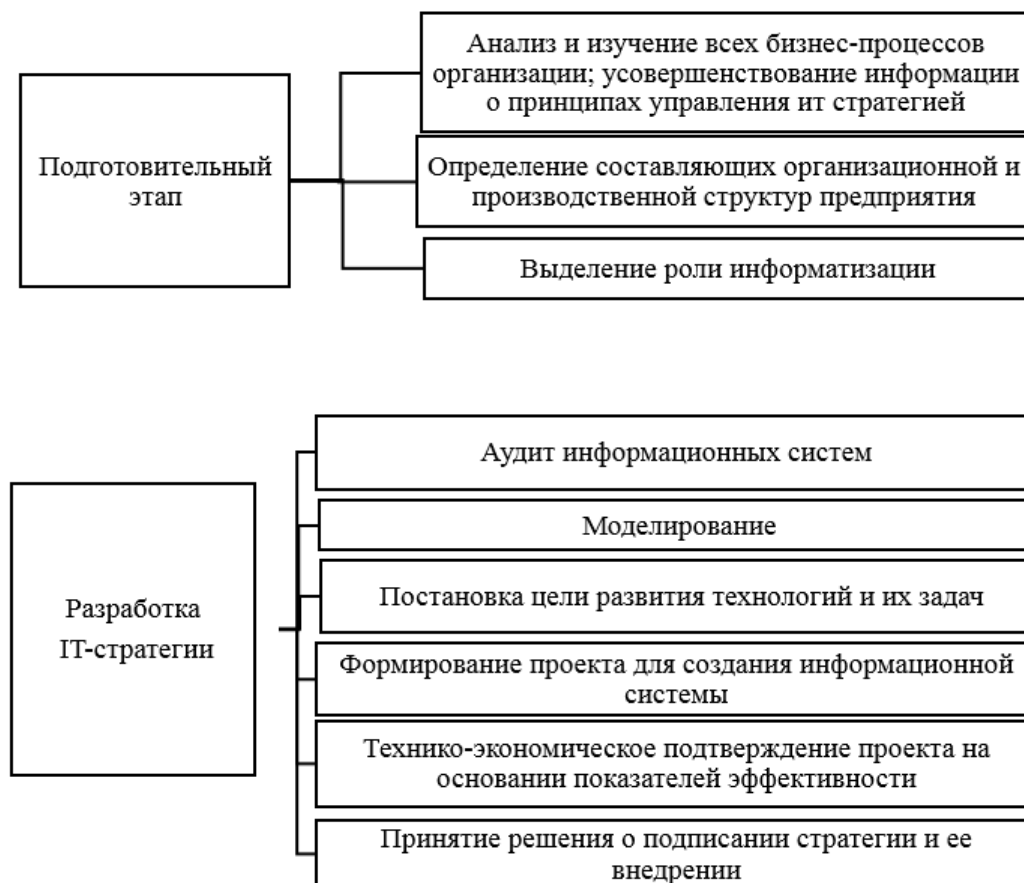 Подготовительный
этап
Анализ и изучение всех бизнес-процессов
организации; усовершенствование информации
о принципах управления ит стратегией
Определение составляющих организационной и
производственной структур предприятия
Выделение роли информатизации
Разработка
IT-стратегии
Аудит информационных систем
Моделирование
Постановка цели развития технологий и их задач
Формирование проекта для создания информационной
системы
Технико-экономическое подтверждение проекта на
основании показателей эффективности
Принятие решения о подписании стратегии и ее
внедрении